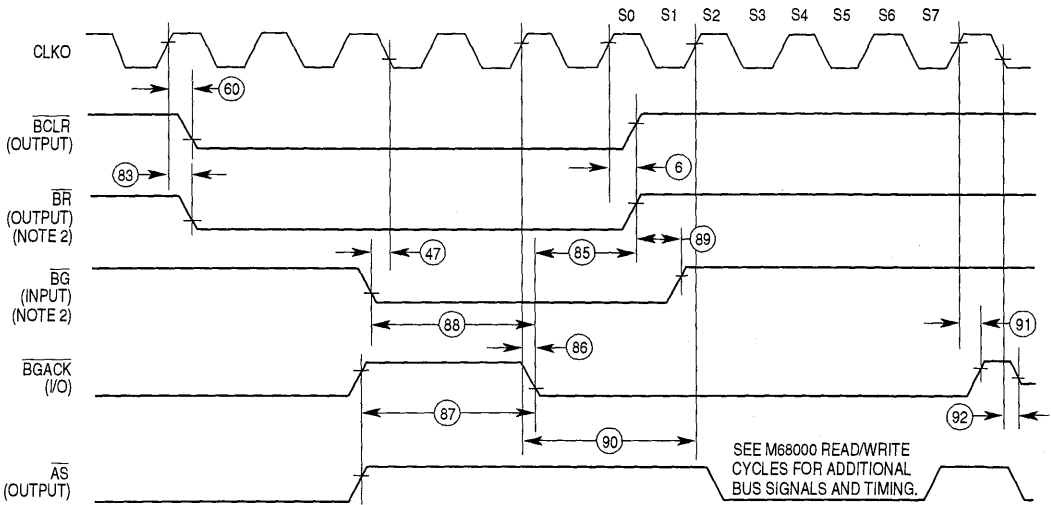 S0 S1 S2 S3 S4 S5 S6 S7
CLKO
60
BCLR
(OUTPUT)
6
83
BR
(OUTPUT)
(NOTE 2)
47
85
89
BG
(INPUT)
(NOTE 2)
88
86
91
BGACK
(I/O)
87
92
90
SEE M68000 READ/WRITE
CYCLES FOR ADDITIONAL
BUS SIGNALS AND TIMING.
AS
(OUTPUT)